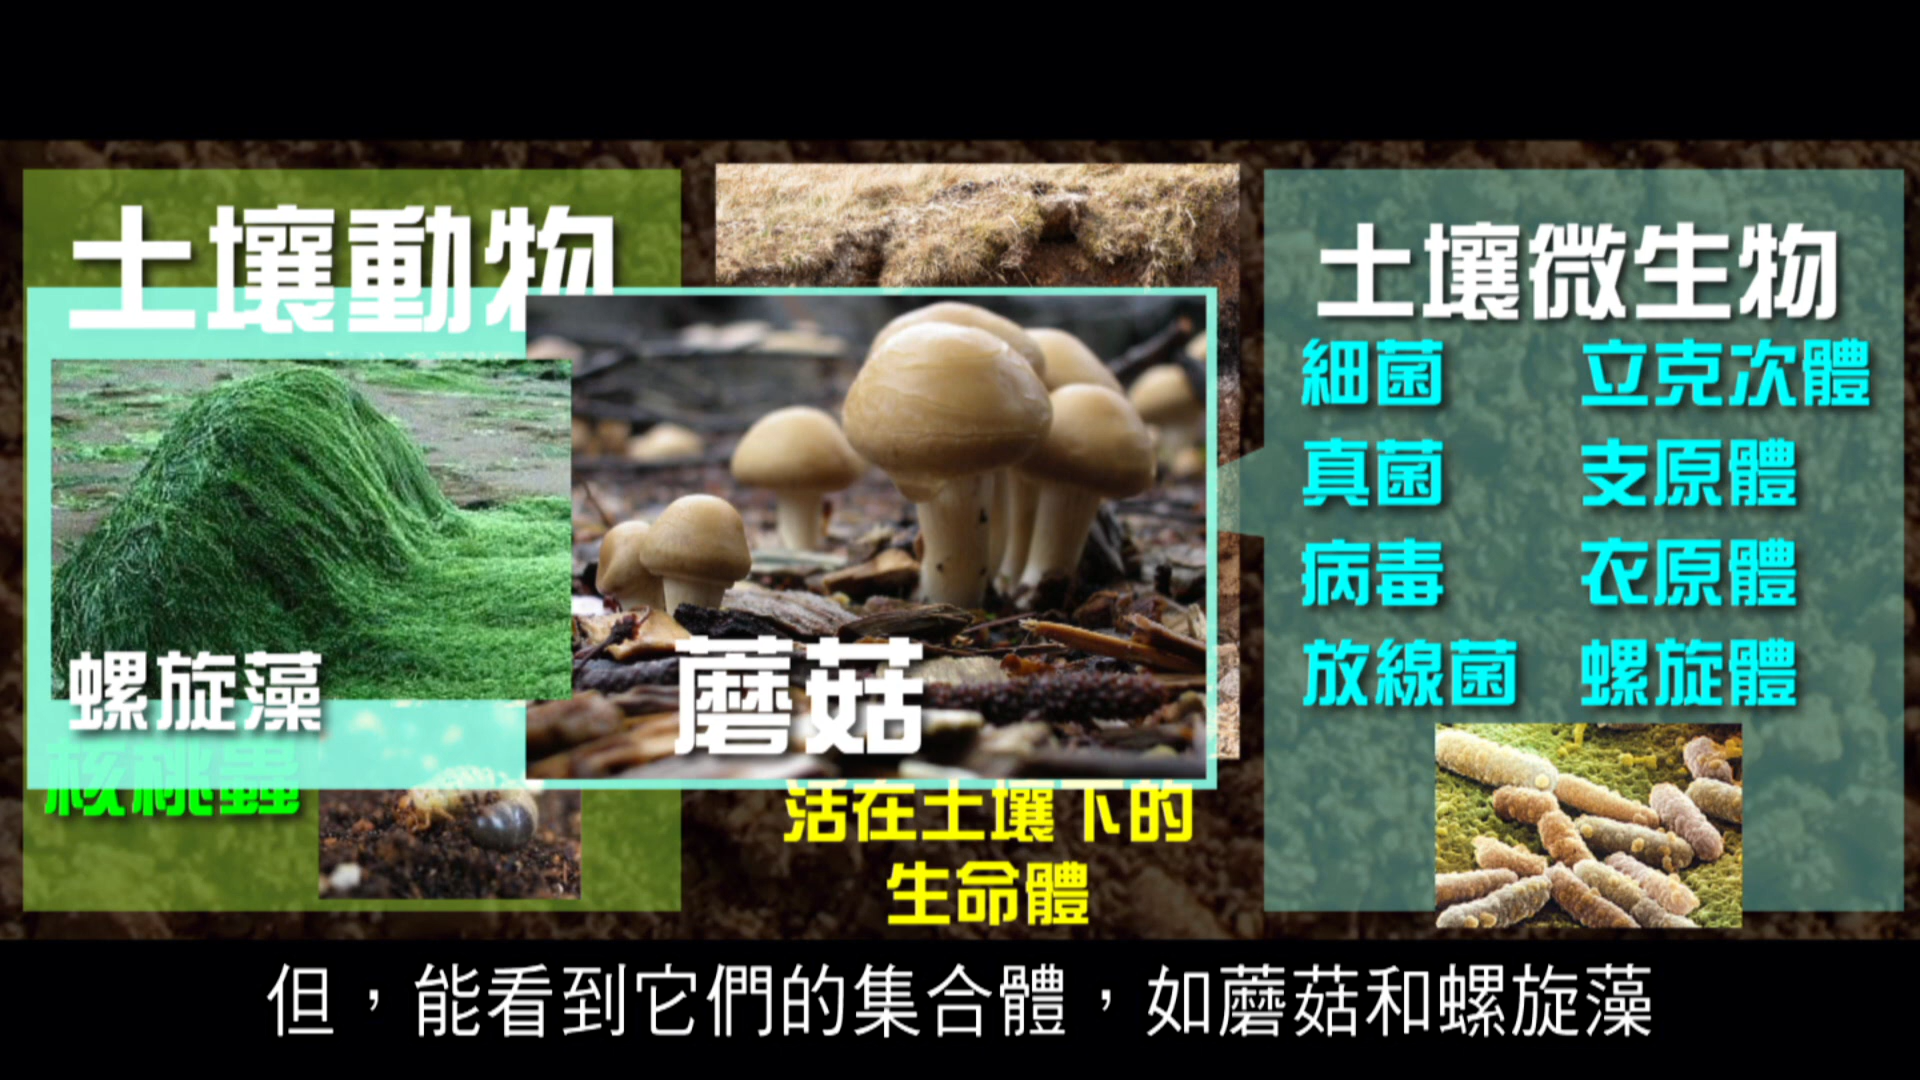 土壤動物
螺旋藻
核桃蟲
蘑菇
活在土壤下的
生命體
土壤微生物
細菌 立克次體
真菌 支原體
病毒 衣原體
放線菌 螺旋體
但，能看到它們的集合體，如蘑菇和螺旋藻